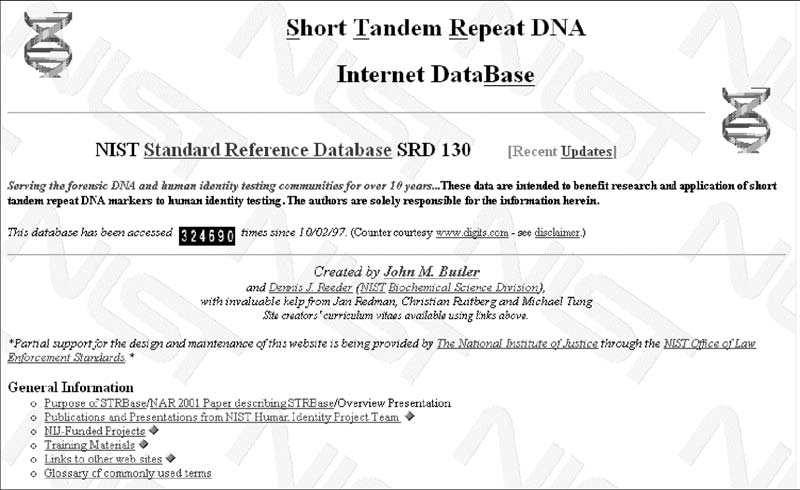 Short Tandem Repeat DNA
Internet DataBase
NIST Standard Reference Database SRD 130 [Recent Updates]
Serving the forensic DNA and human identity testing communities for over 10 years...These data are intended to benefit research and application of short
tandem repeat DNA markers to human identity testing. The authors are solely responsible for the information herein.
This database has been accessed 324690 times since 10/02/97. (Counter courtesy www.digits.com - see disclaimer.)
Created by John M. Butler
and Dennis J. Reeder (NIST Biochemical Science Division),
with invaluable help from Jan Redman, Christian Ruitberg and Michael Tung
Site creators' curriculum vitaes available using links above.
*Partial support for the design and maintenance of this website is being provided by The National Institute of Justice through the NIST Office of Law
Enforcement Standards.*
General Information
Purpose of STRBase/NAR 2001 Paper describing STRBase/Overview Presentation
Publications and Presentations from NIST Human Identity Project Team
NIJ-Funded Projects
Training Materials
Links to other web sites
Glossary of commonly used terms